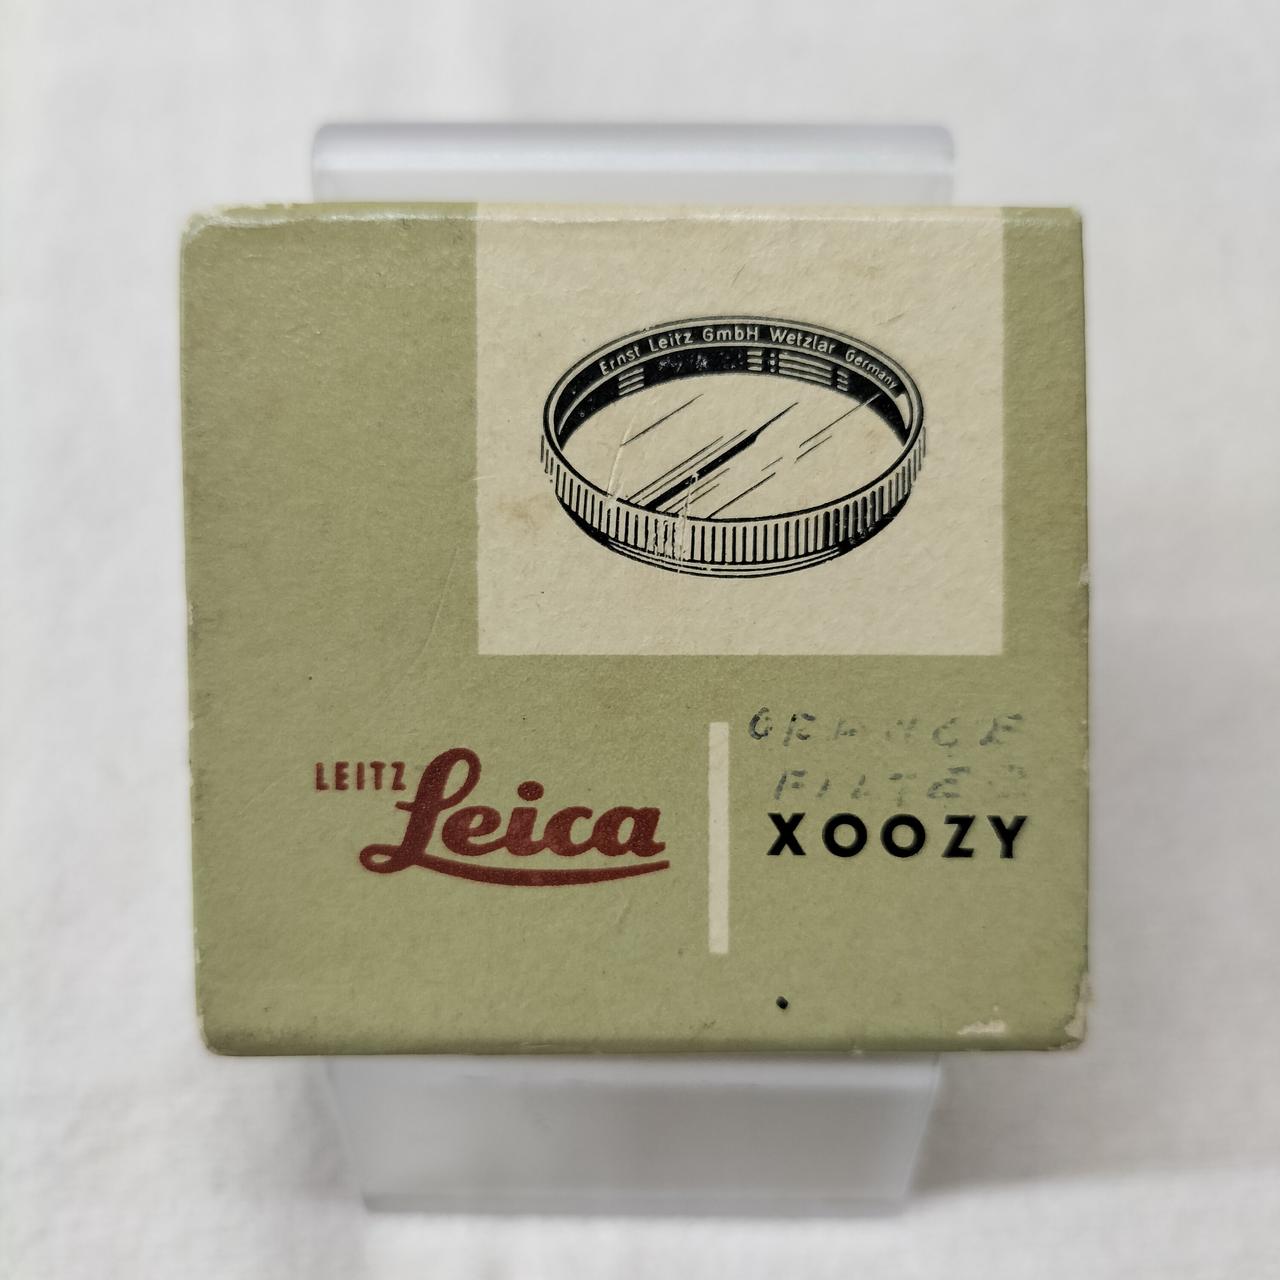 Ernst Leitz GmbH Wetzlar Germany
LEITZ
Leica
ORANGE
FILTER
XOOZY